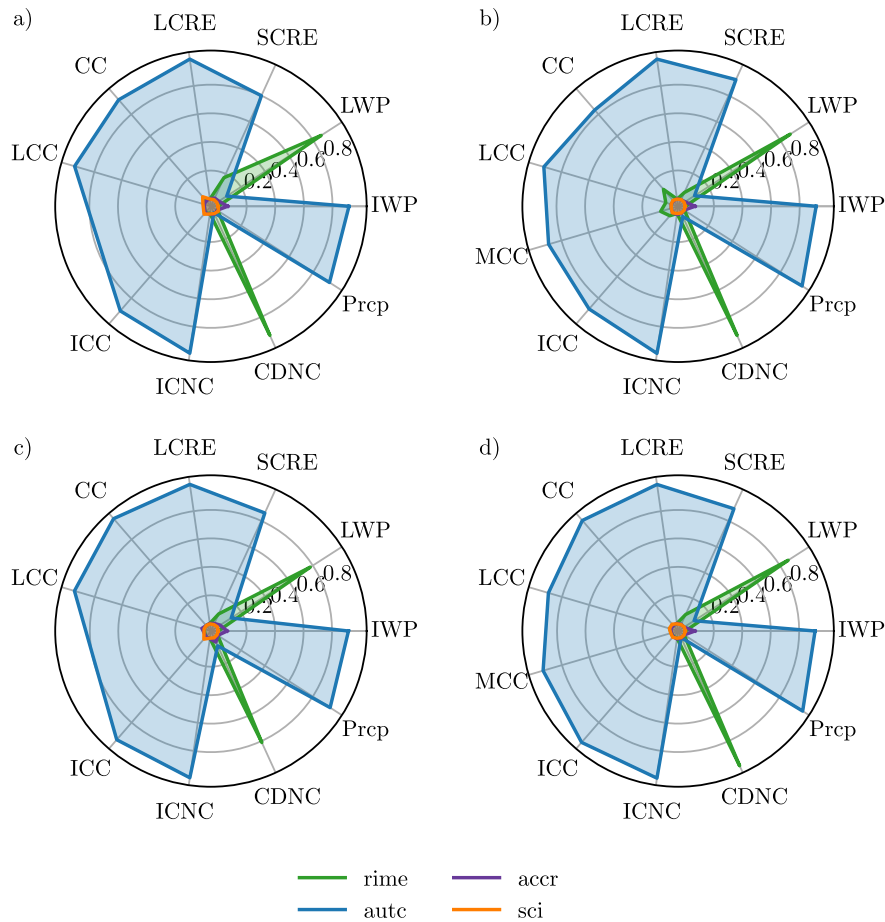 a)
LCRE
SCRE
CC
LWP
LCC
0.2
0.4
0.6
0.8
IWP
ICC
Prcp
ICNC
CDNC
b)
LCRE
SCRE
CC
LWP
LCC
0.2
0.4
0.6
0.8
IWP
MCC
Prcp
ICC
ICNC
CDNC
c)
LCRE
SCRE
CC
LWP
LCC
0.2
0.4
0.6
0.8
IWP
ICC
Prcp
ICNC
CDNC
d)
LCRE
SCRE
CC
LWP
LCC
0.2
0.4
0.6
0.8
IWP
MCC
Prcp
ICC
ICNC
CDNC
rime
accr
autc
sci